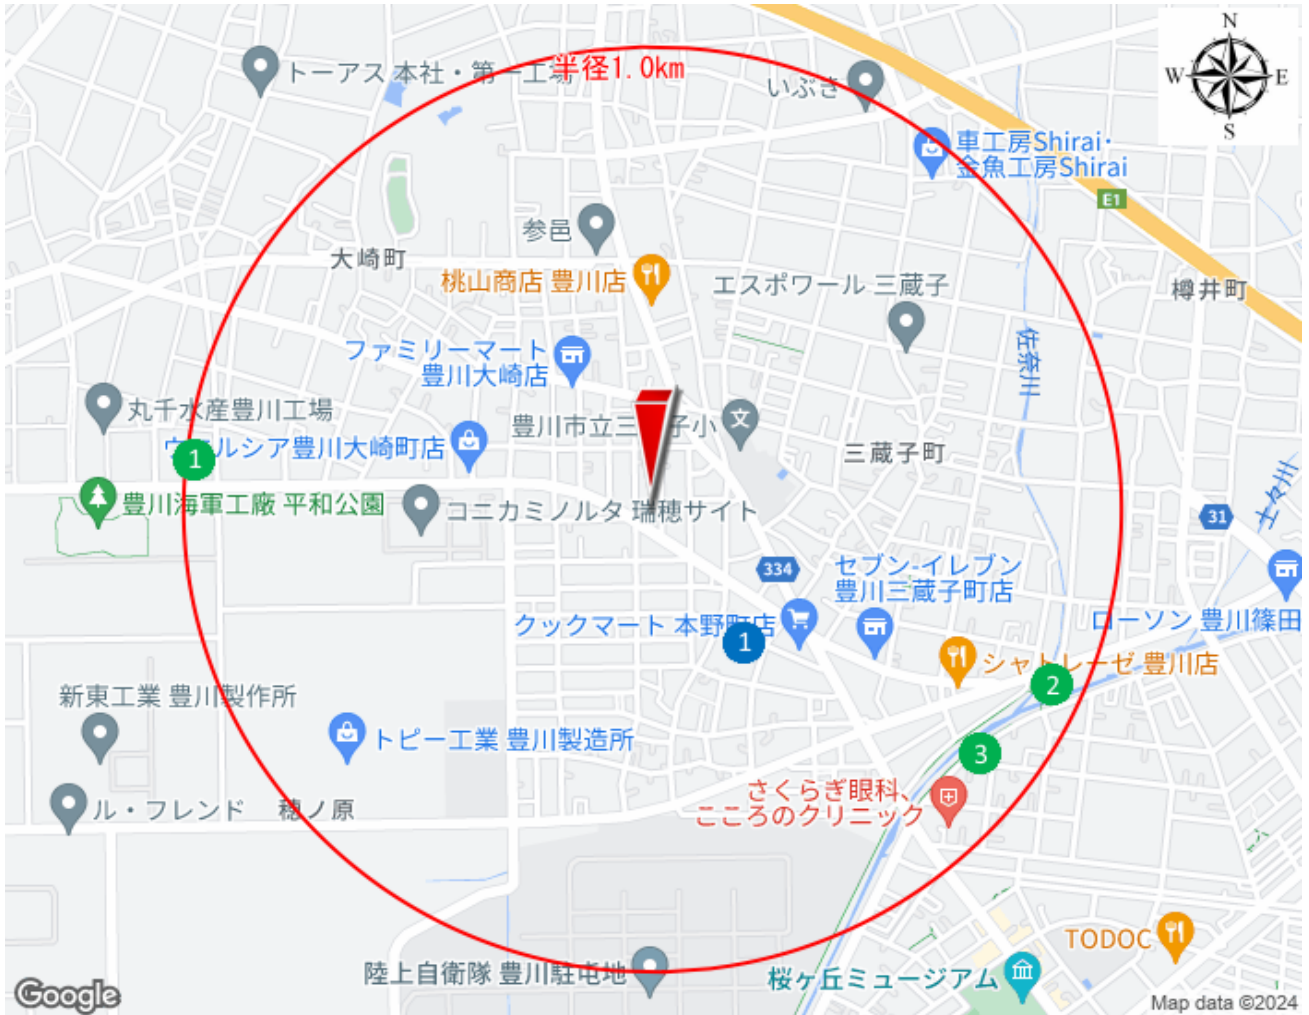 N
W
E
S
半径1.0km
トーアス 本社・第一工場
いぶき
車工房Shirai・
金魚工房Shirai
E1
参邑
大崎町
桃山商店 豊川店
エスポワール 三蔵子
樽井町
佐奈川
ファミリーマート
豊川大崎店
丸千水産豊川工場
豊川市立三
子小
文
ルシア豊川大崎町店
1
三蔵子町
豊川海軍工廠 平和公園
コニカミノルタ 瑞穂サイト
31
334
セブン-イレブン
豊川三蔵子町店
クックマート 本野町店
1
ローソン 豊川篠田
シャトレーゼ 豊川店
2
新東工業 豊川製作所
トピー工業 豊川製造所
3
さくらぎ眼科、
こころのクリニック
ル・フレンド 穂ノ原
TODOC
陸上自衛隊 豊川駐屯地
桜ヶ丘ミュージアム
Google
Map data ©2024